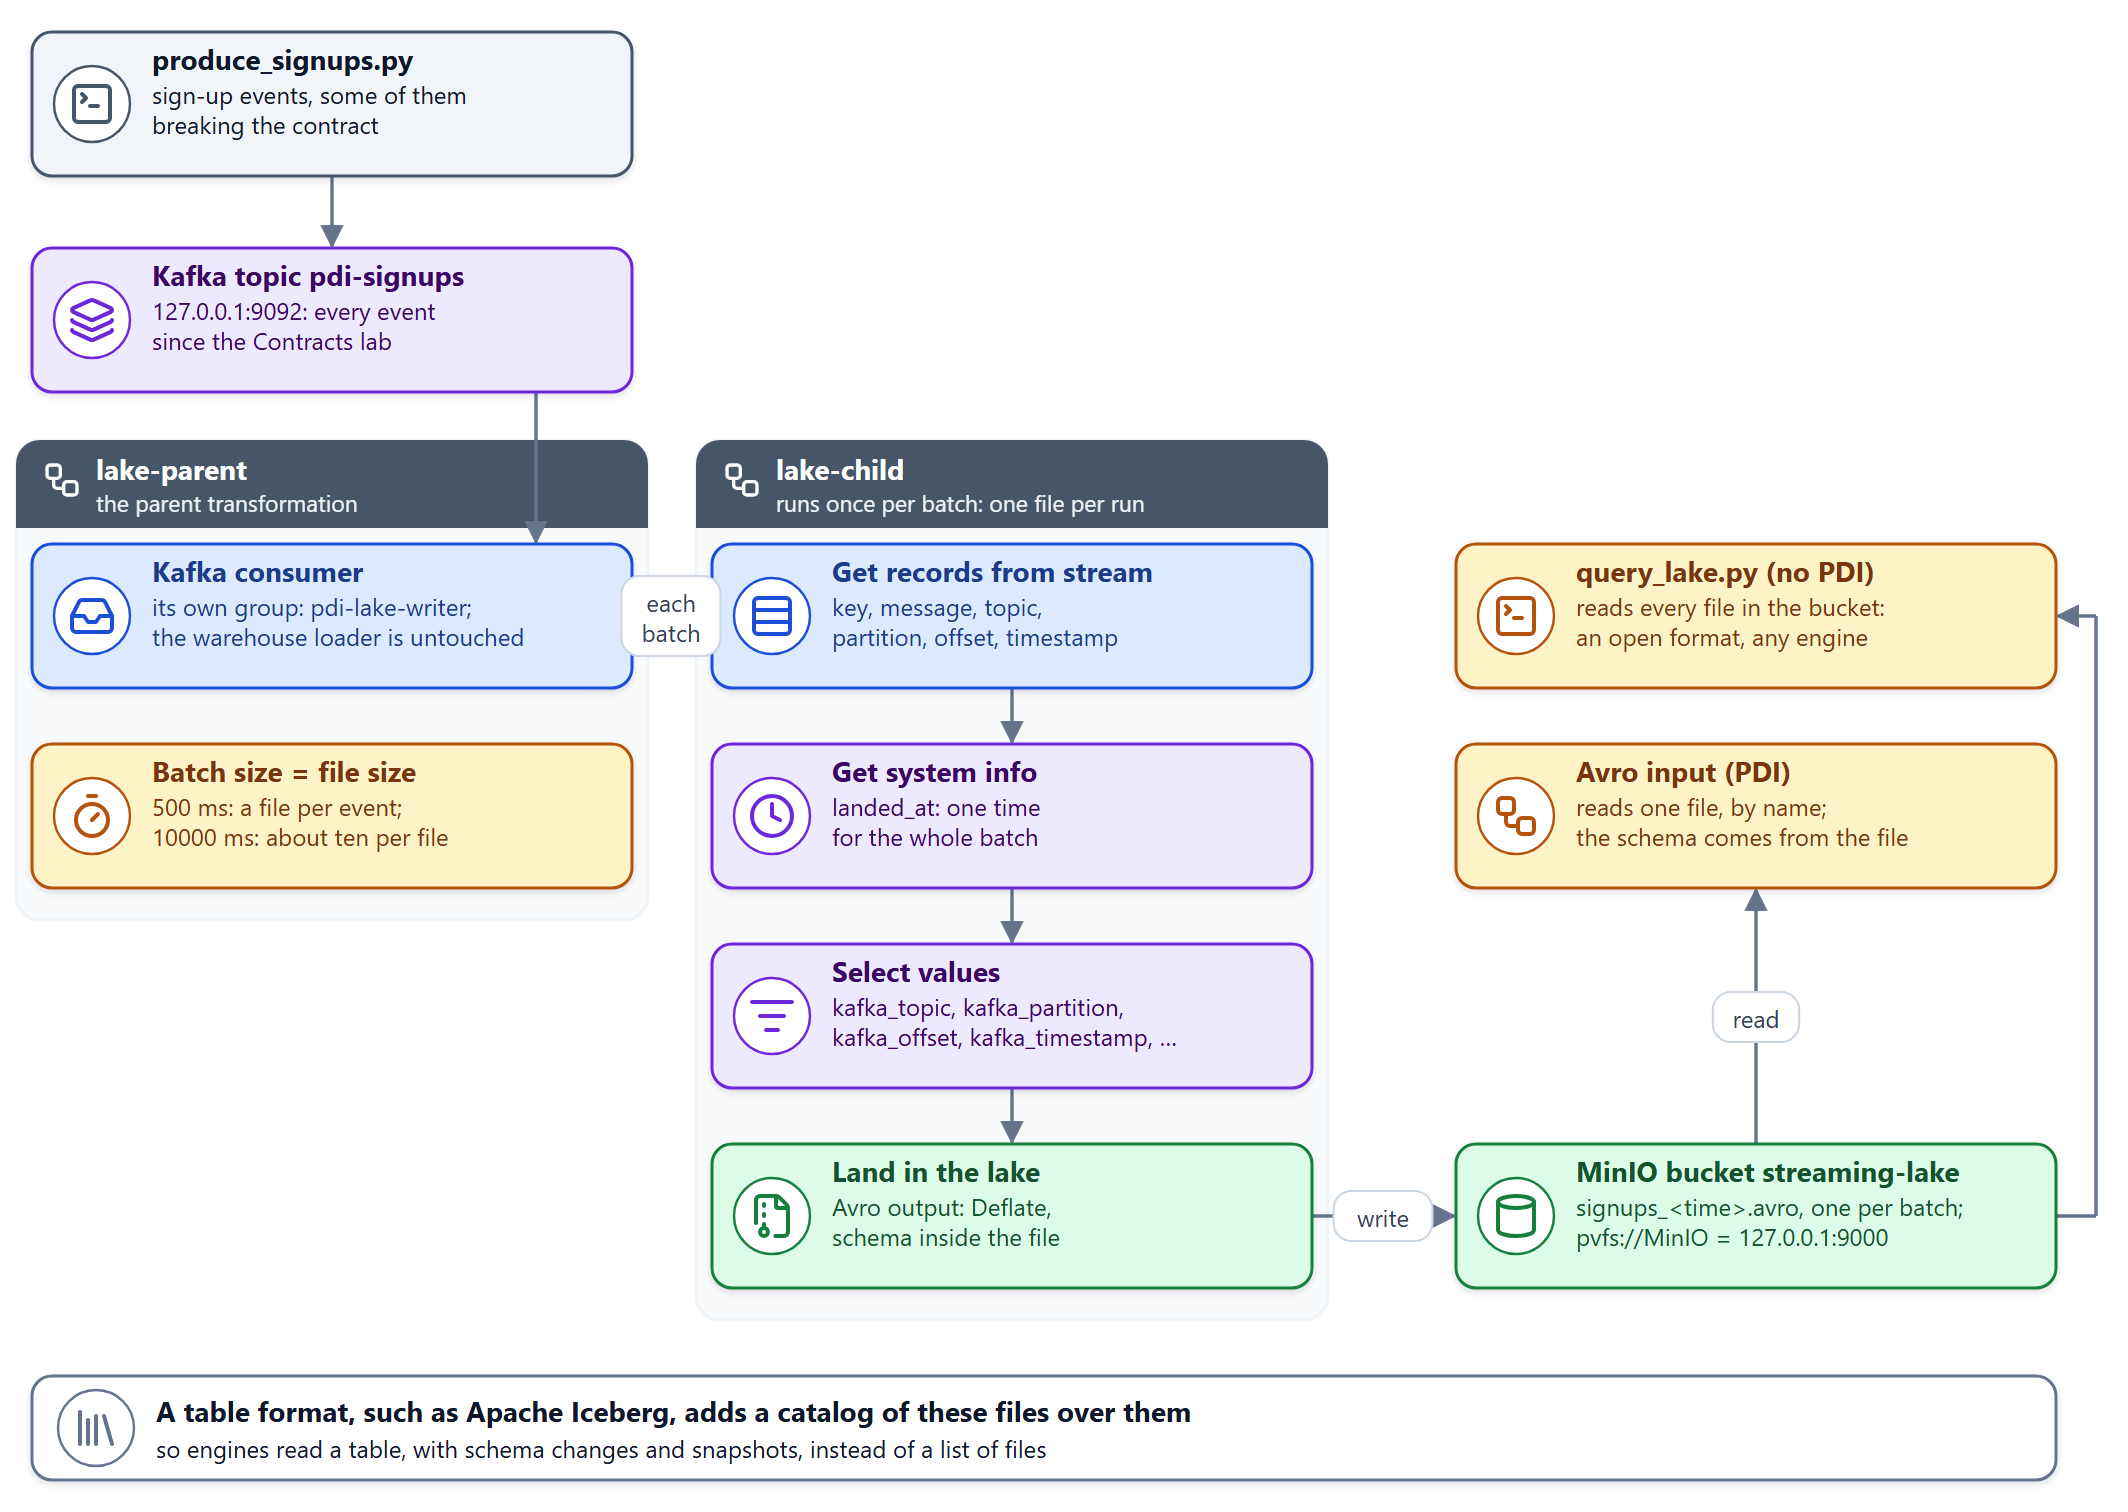 produce_signups.py
sign-up events, some of them
breaking the contract
Kafka topic pdi-signups
127.0.0.1:9092: every event
since the Contracts lab
lake-parent
the parent transformation
Kafka consumer
its own group: pdi-lake-writer;
the warehouse loader is untouched
Batch size = file size
500 ms: a file per event;
10000 ms: about ten per file
each
batch
lake-child
runs once per batch: one file per run
Get records from stream
key, message, topic,
partition, offset, timestamp
Get system info
landed_at: one time
for the whole batch
Select values
kafka_topic, kafka_partition,
kafka_offset, kafka_timestamp, ...
Land in the lake
Avro output: Deflate,
schema inside the file
write
query_lake.py (no PDI)
reads every file in the bucket:
an open format, any engine
Avro input (PDI)
reads one file, by name;
the schema comes from the file
read
MinIO bucket streaming-lake
signups_<time>.avro, one per batch;
pvfs://MinIO = 127.0.0.1:9000
A table format, such as Apache Iceberg, adds a catalog of these files over them
so engines read a table, with schema changes and snapshots, instead of a list of files